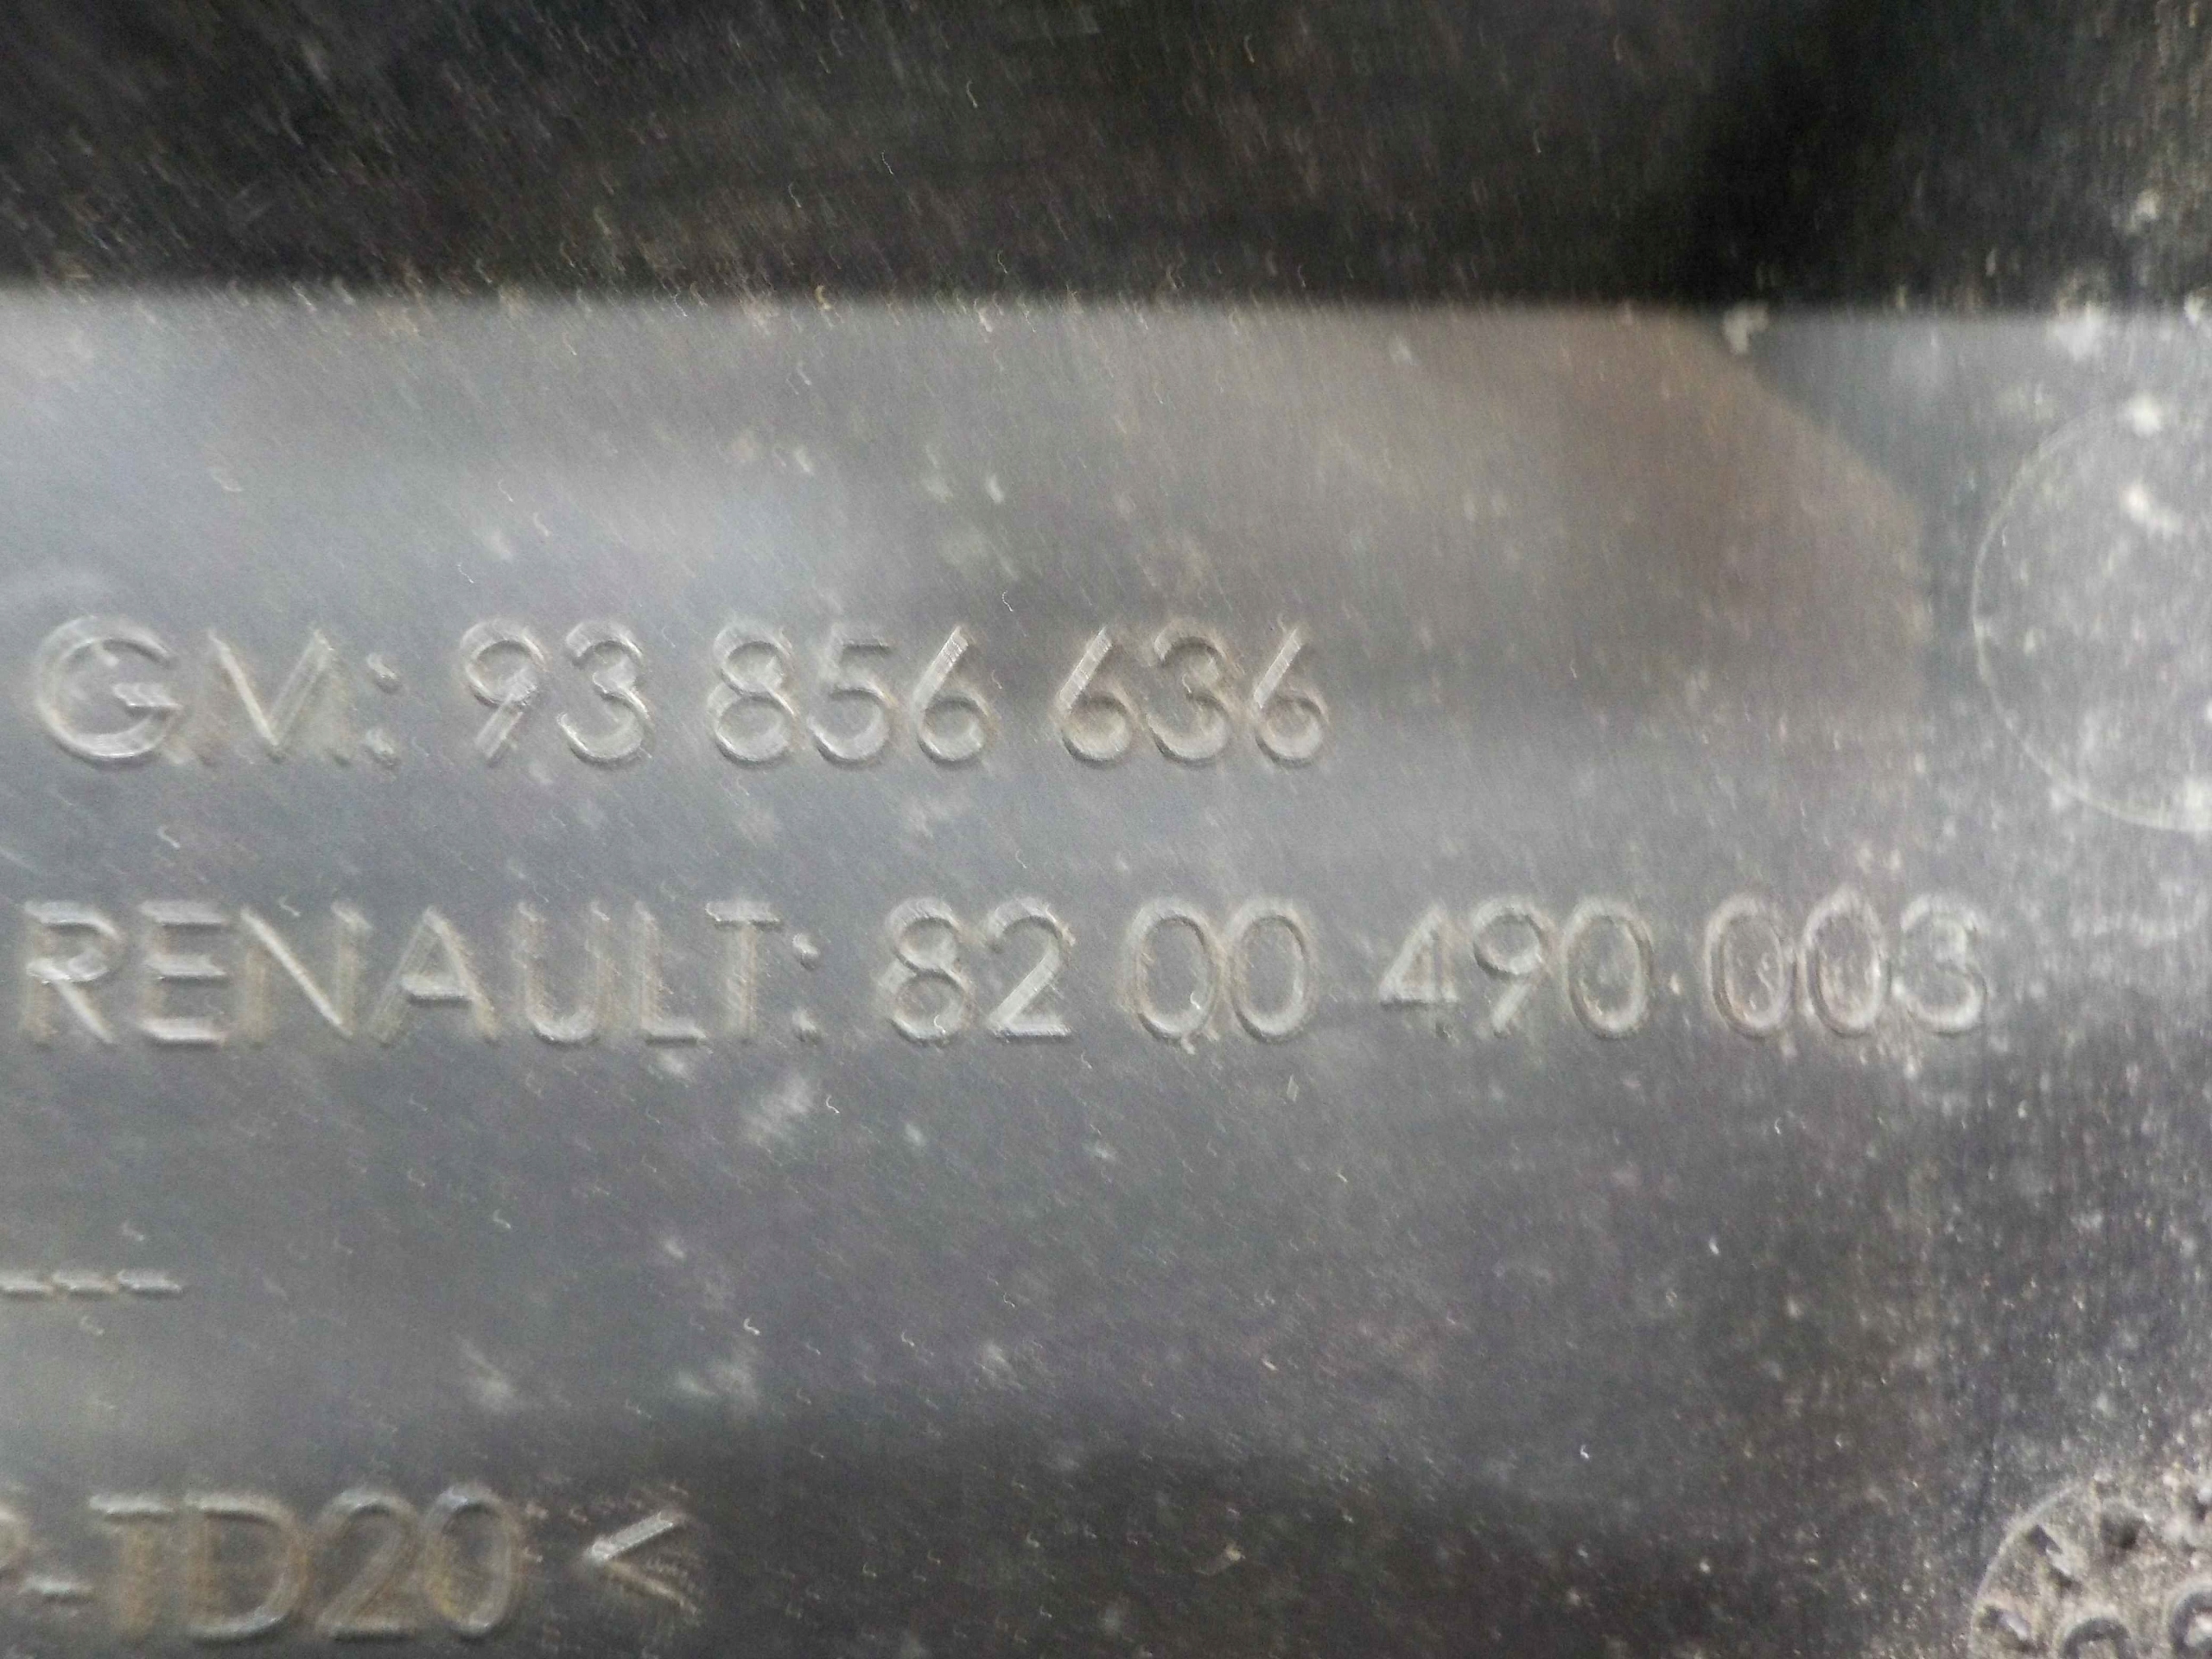 GM: 93 856 636
RENAULT: 82 00 490 003
---
-TD20 <